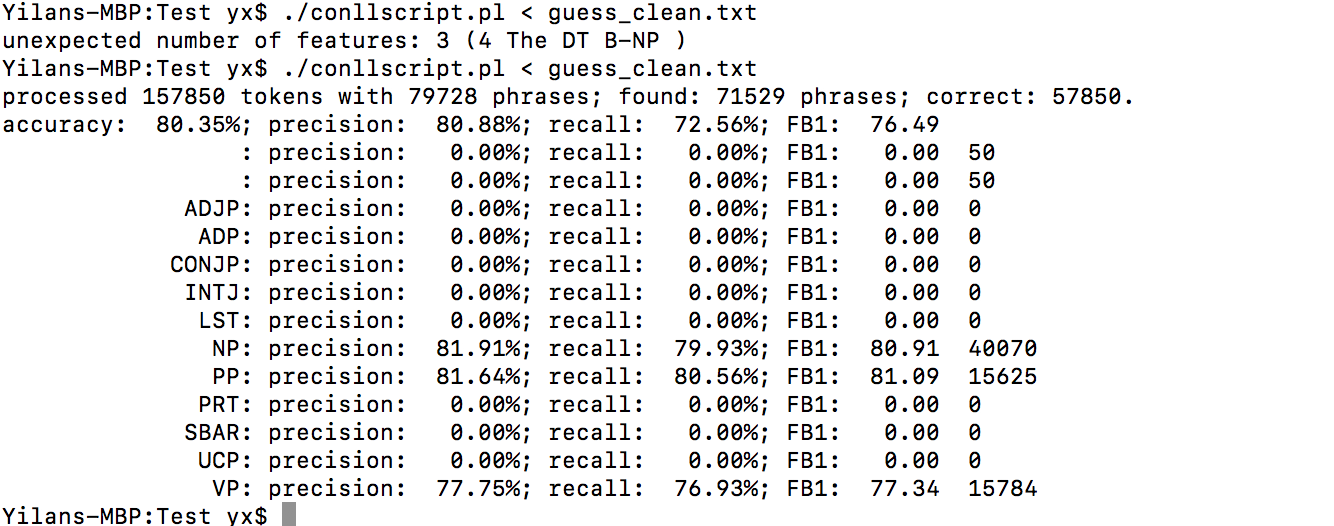 Yilans-MBP:Test yx$ ./conllscript.pl < guess_clean.txt
unexpected number of features: 3 (4 The DT B-NP )
Yilans-MBP:Test yx$ ./conllscript.pl < guess_clean.txt
processed 157850 tokens with 79728 phrases; found: 71529 phrases; correct: 57850.
accuracy:  80.35%; precision:  80.88%; recall:  72.56%; FB1:  76.49
                 : precision:   0.00%; recall:   0.00%; FB1:   0.00  50
                 : precision:   0.00%; recall:   0.00%; FB1:   0.00  50
             ADJP: precision:   0.00%; recall:   0.00%; FB1:   0.00  0
              ADP: precision:   0.00%; recall:   0.00%; FB1:   0.00  0
            CONJP: precision:   0.00%; recall:   0.00%; FB1:   0.00  0
             INTJ: precision:   0.00%; recall:   0.00%; FB1:   0.00  0
              LST: precision:   0.00%; recall:   0.00%; FB1:   0.00  0
               NP: precision:  81.91%; recall:  79.93%; FB1:  80.91  40070
               PP: precision:  81.64%; recall:  80.56%; FB1:  81.09  15625
              PRT: precision:   0.00%; recall:   0.00%; FB1:   0.00  0
             SBAR: precision:   0.00%; recall:   0.00%; FB1:   0.00  0
              UCP: precision:   0.00%; recall:   0.00%; FB1:   0.00  0
               VP: precision:  77.75%; recall:  76.93%; FB1:  77.34  15784
Yilans-MBP:Test yx$